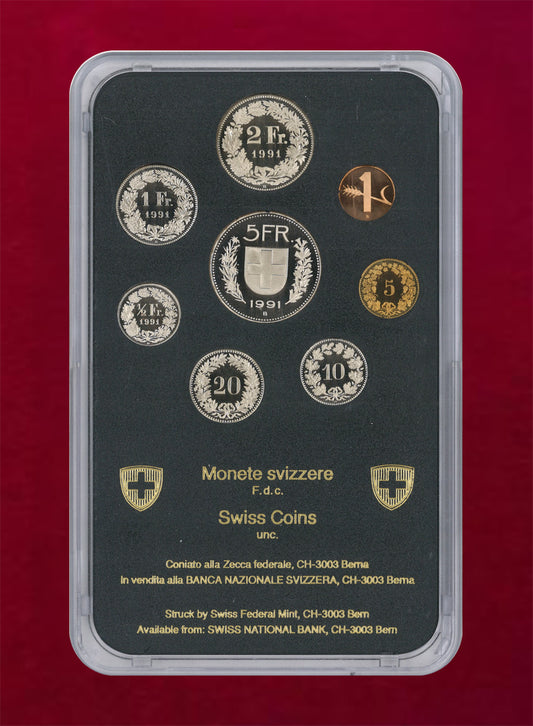 2 Fr.
1991
B
1 Fr.
1991
1
5 FR.
1991
B
5
½ Fr.
1991
20
10
Monete svizzere
F.d.c.
Swiss Coins
unc.
Coniato alla Zecca federale, CH-3003 Berna
In vendita alla BANCA NAZIONALE SVIZZERA, CH-3003 Berna
Struck by Swiss Federal Mint, CH-3003 Bern
Available from: SWISS NATIONAL BANK, CH-3003 Bern